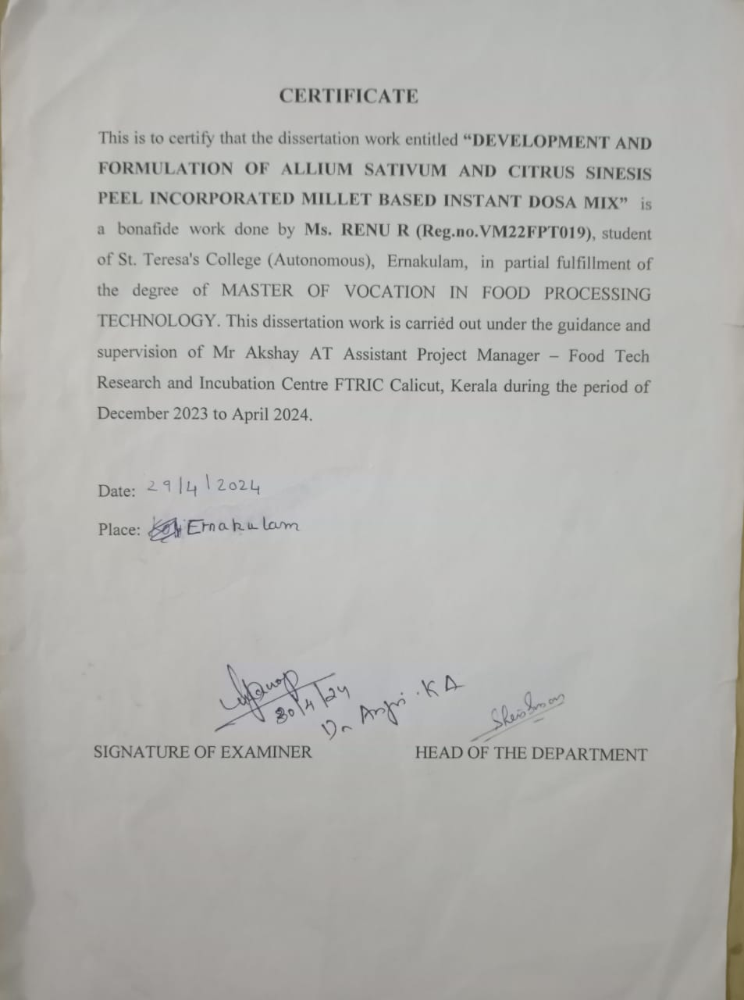 CERTIFICATE
This is to certify that the dissertation work entitled “DEVELOPMENT AND
FORMULATION OF ALLIUM SATIVUM AND CITRUS SINESIS
PEEL INCORPORATED MILLET BASED INSTANT DOSA MIX” is
a bonafide work done by Ms. RENU R (Reg.no.VM22FPT019), student
of St. Teresa's College (Autonomous), Ernakulam, in partial fulfillment of
the degree of MASTER OF VOCATION IN FOOD PROCESSING
TECHNOLOGY. This dissertation work is carried out under the guidance and
supervision of Mr Akshay AT Assistant Project Manager – Food Tech
Research and Incubation Centre FTRIC Calicut, Kerala during the period of
December 2023 to April 2024.
Date: 29/4/2024
Place: Ernakulam
30/4/24
Dr K A
SIGNATURE OF EXAMINER HEAD OF THE DEPARTMENT